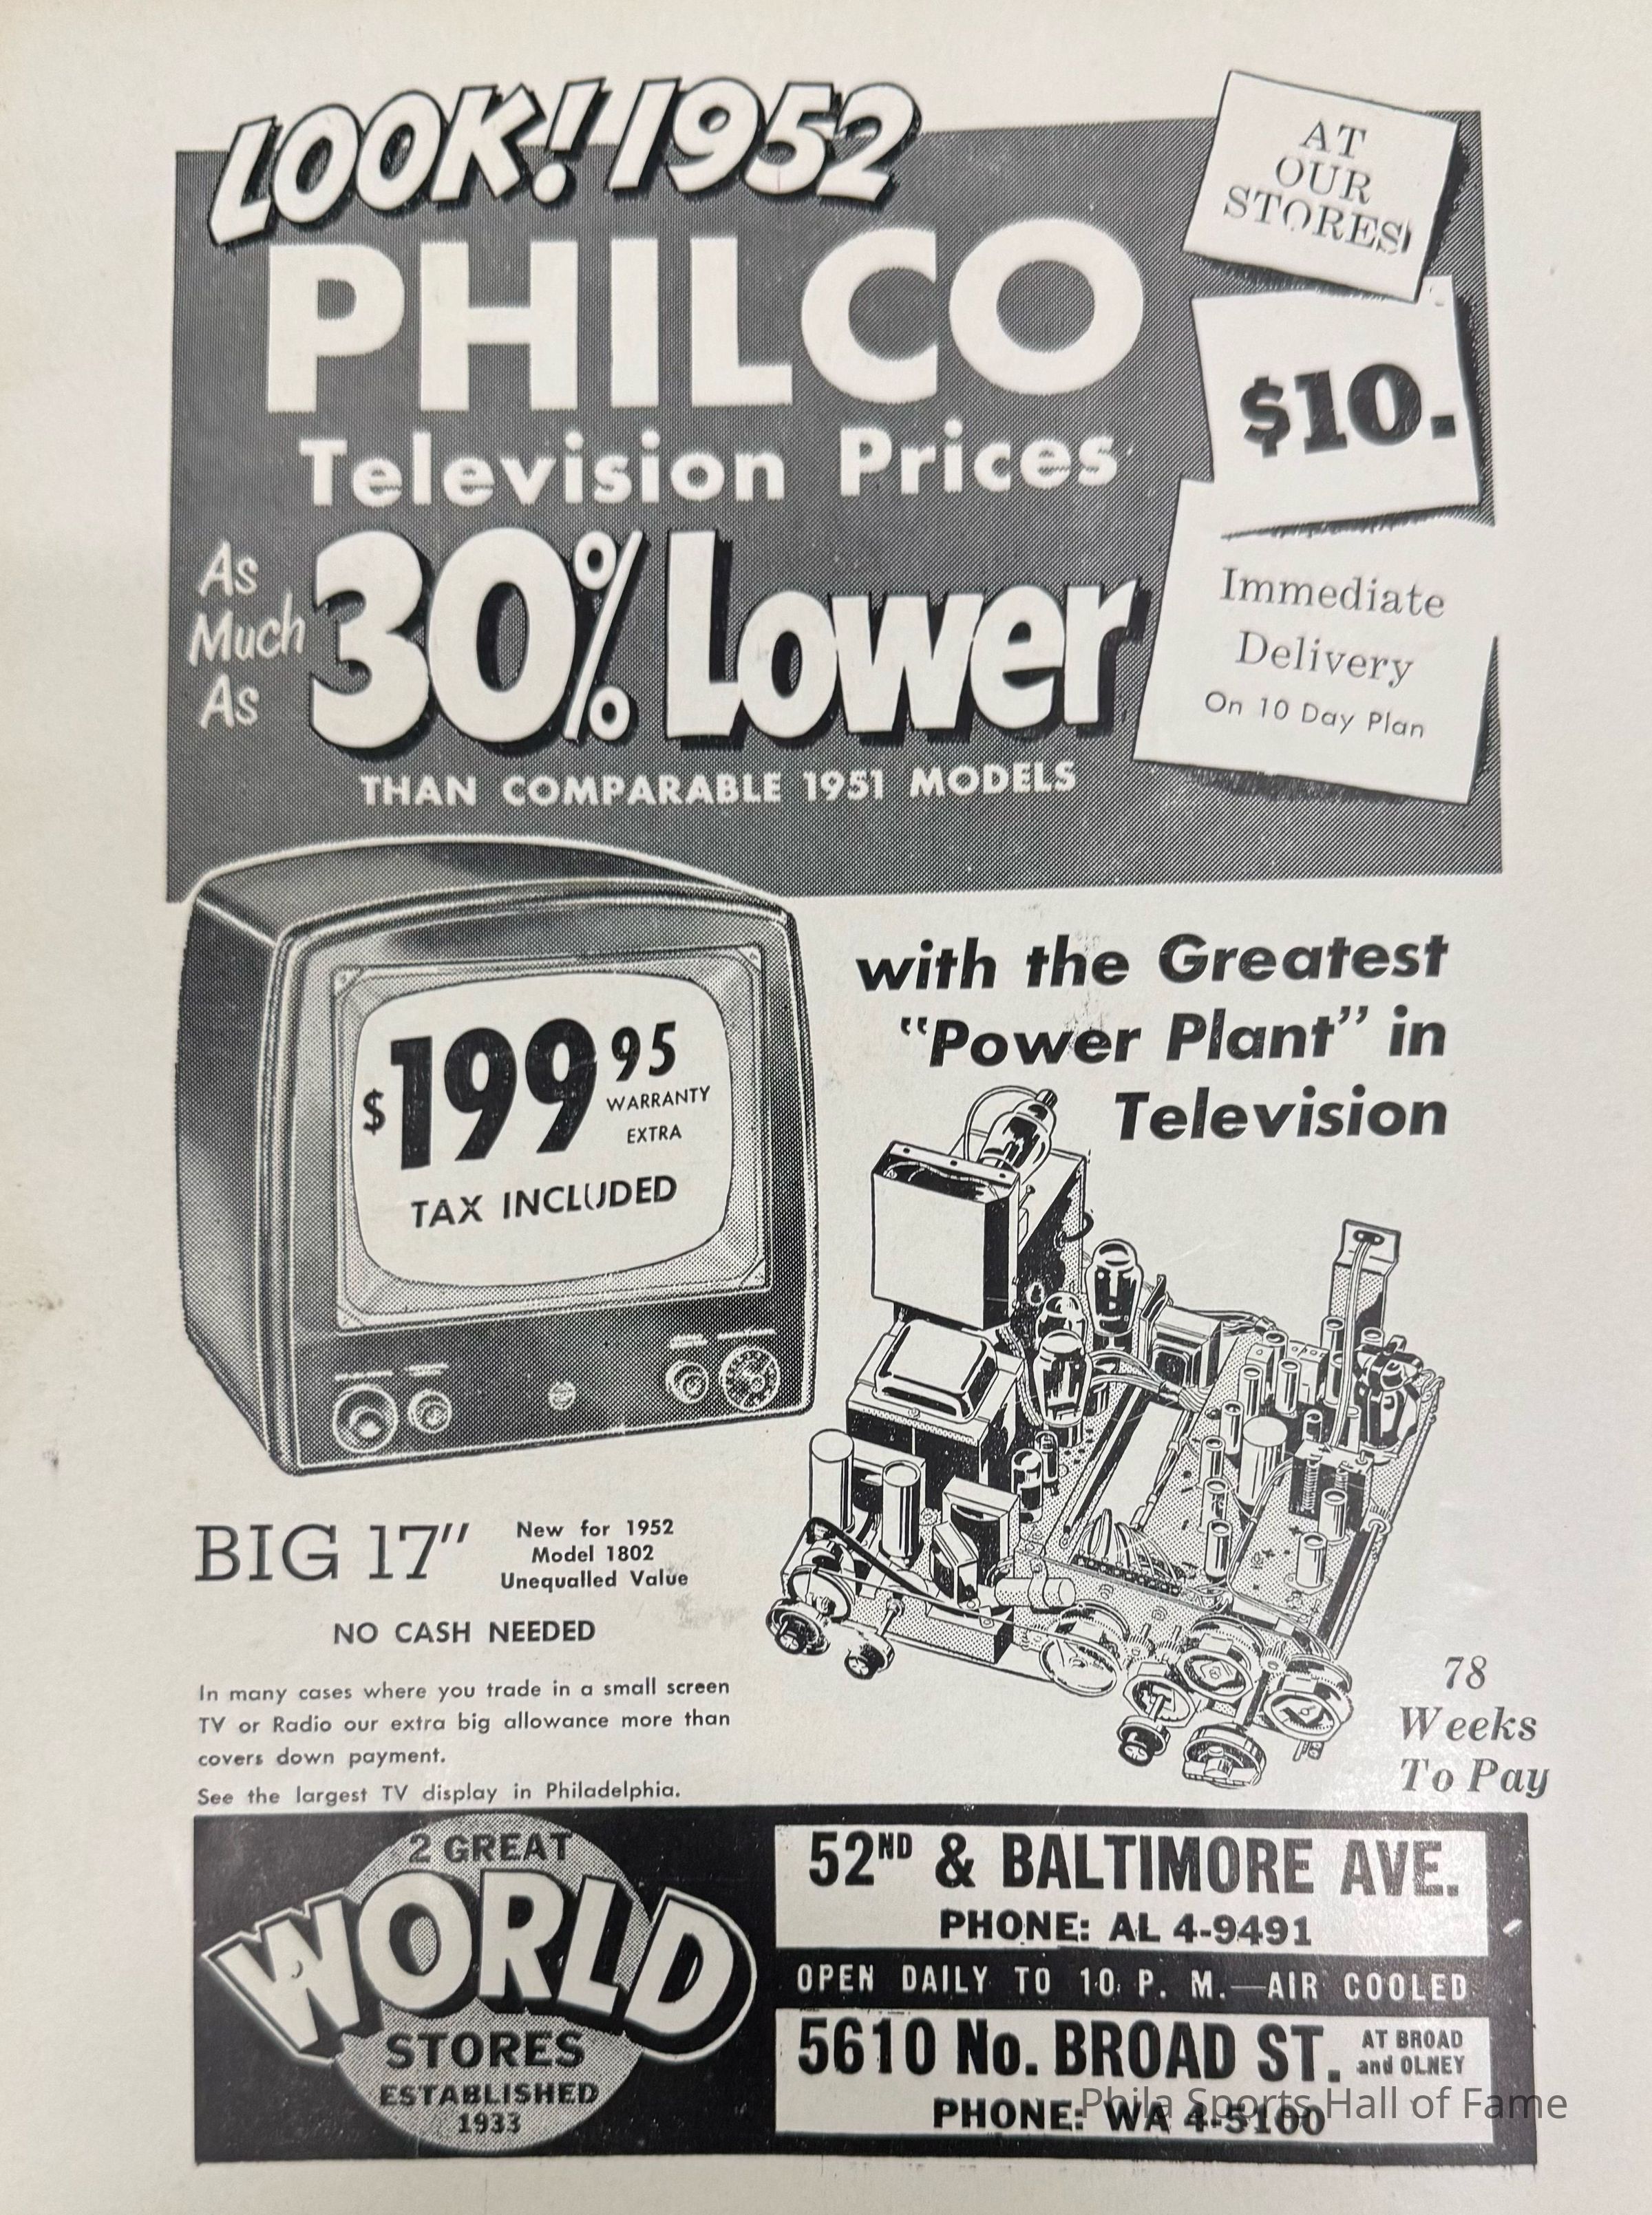 LOOK! 1952
PHILCO
Television Prices
As
Much
As
30% Lower
THAN COMPARABLE 1951 MODELS
AT
OUR
STORES
$10.
Immediate
Delivery
On 10 Day Plan
$199 95
WARRANTY
EXTRA
TAX INCLUDED
with the Greatest
"Power Plant" in
Television
BIG 17"
New for 1952
Model 1802
Unequalled Value
NO CASH NEEDED
In many cases where you trade in a small screen
TV or Radio our extra big allowance more than
covers down payment.
See the largest TV display in Philadelphia.
78
Weeks
To Pay
2 GREAT
WORLD
STORES
ESTABLISHED
1933
52ND & BALTIMORE AVE.
PHONE: AL 4-9491
OPEN DAILY TO 10 P. M.—AIR COOLED
5610 No. BROAD ST.
AT BROAD
and OLNEY
PHONE: WA 4-5100
Phila Sports Hall of Fame